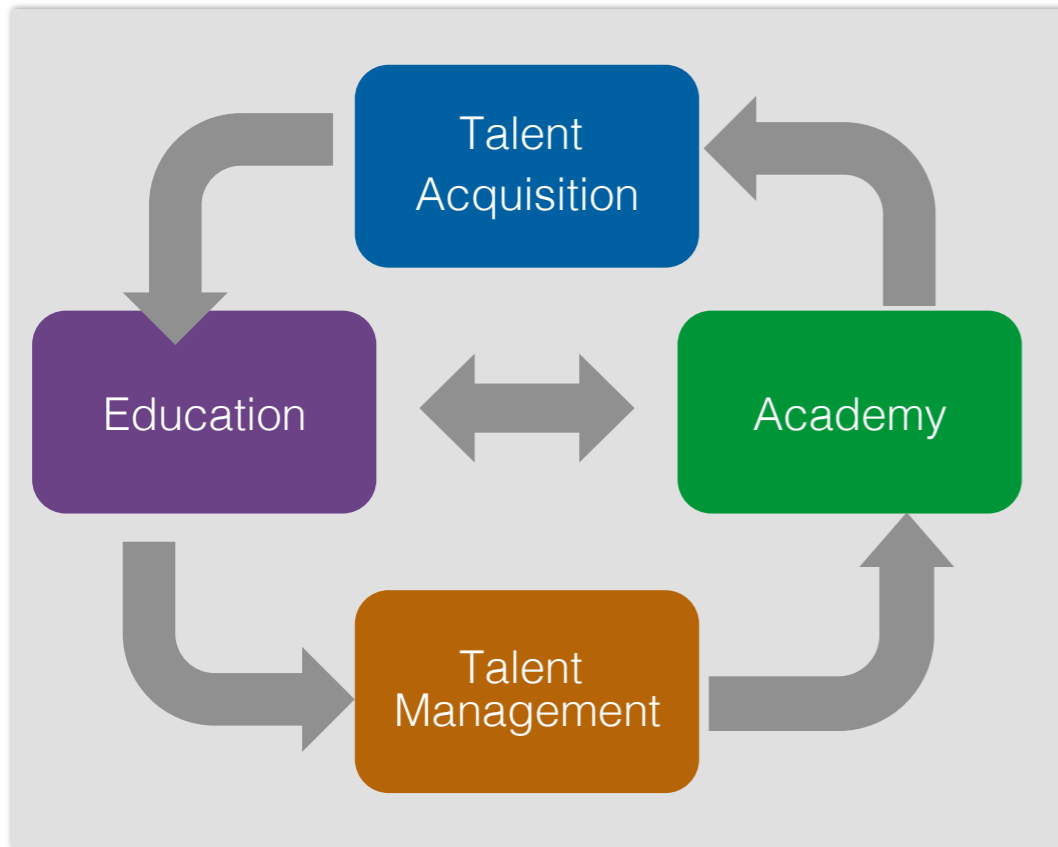 Talent
Acquisition
Education
Academy
Talent
Management